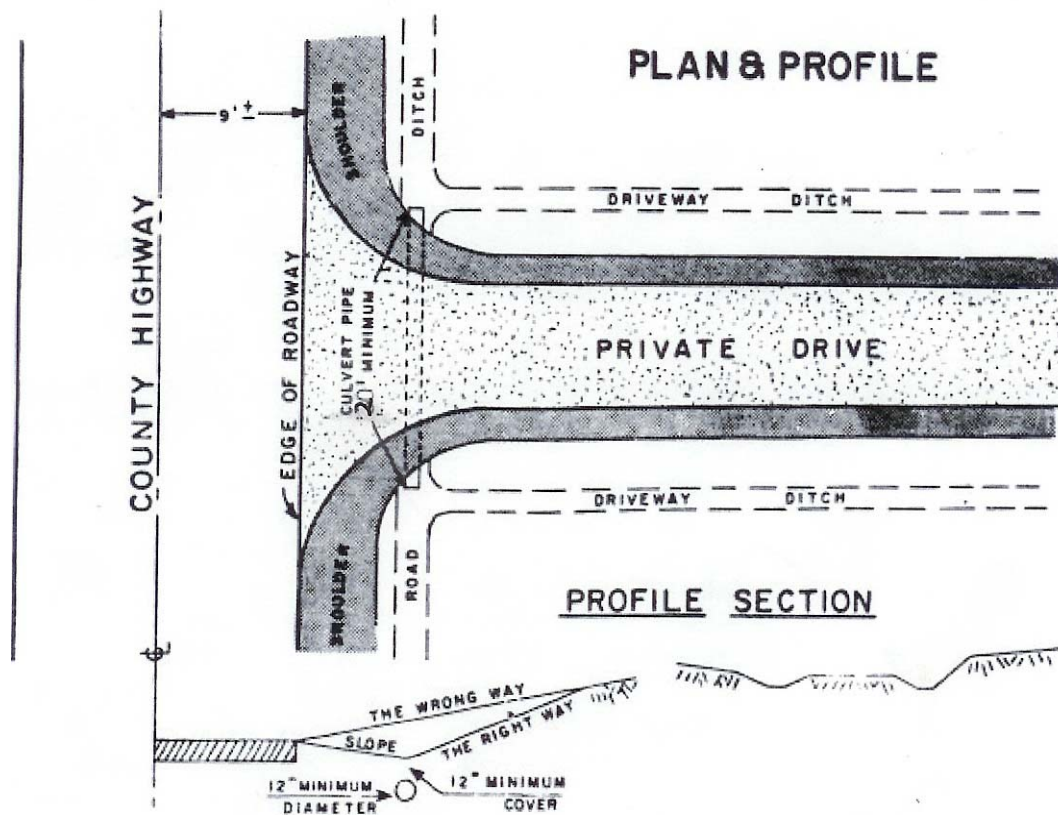 PLAN & PROFILE
9' ±
SHOULDER
DITCH
DRIVEWAY DITCH
COUNTY HIGHWAY
EDGE OF ROADWAY
CULVERT PIPE
20' MINIMUM
PRIVATE DRIVE
DRIVEWAY DITCH
SHOULDER
ROAD
PROFILE SECTION
℄
THE WRONG WAY
SLOPE
THE RIGHT WAY
12" MINIMUM
DIAMETER
12" MINIMUM
COVER